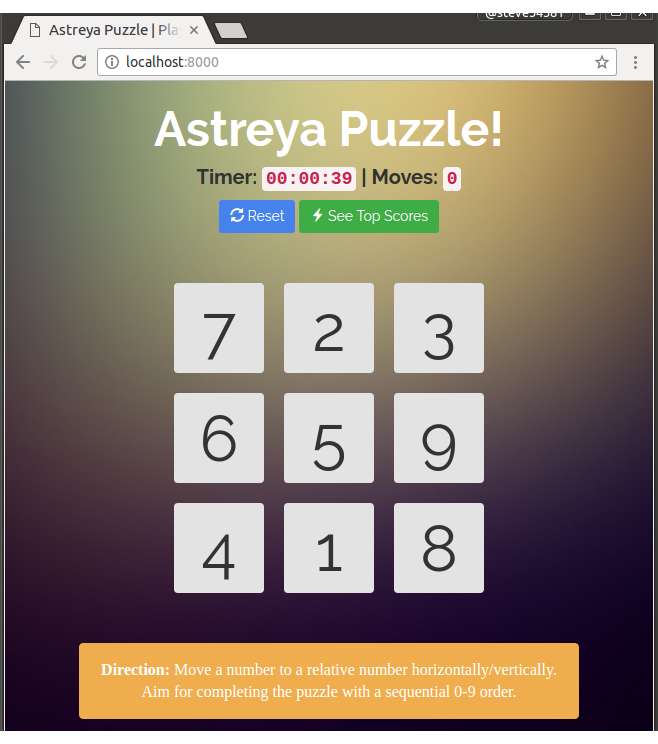 Astreya Puzzle | Pla
localhost:8000
Astreya Puzzle!
Timer: 00:00:39 | Moves: 0
Reset See Top Scores
7 2 3
6 5 9
4 1 8
Direction: Move a number to a relative number horizontally/vertically.
Aim for completing the puzzle with a sequential 0-9 order.